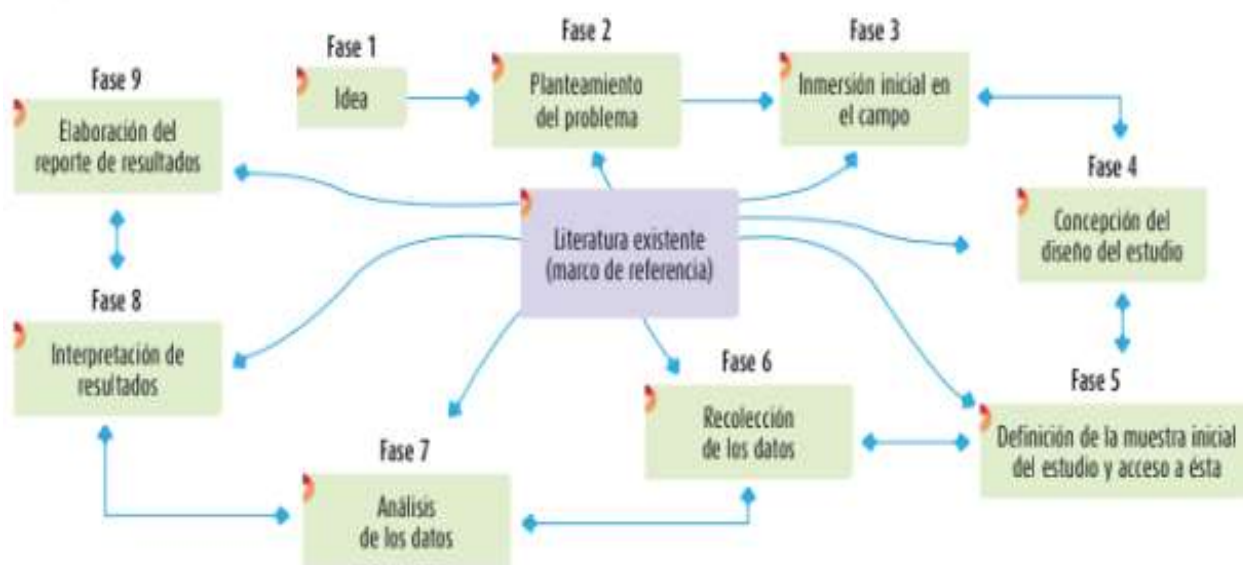 Fase 1
Idea
Fase 2
Planteamiento
del problema
Fase 3
Inmersión inicial en
el campo
Fase 4
Concepción del
diseño del estudio
Fase 5
Definición de la muestra inicial
del estudio y acceso a ésta
Fase 6
Recolección
de los datos
Fase 7
Análisis
de los datos
Fase 8
Interpretación de
resultados
Fase 9
Elaboración del
reporte de resultados
Literatura existente
(marco de referencia)